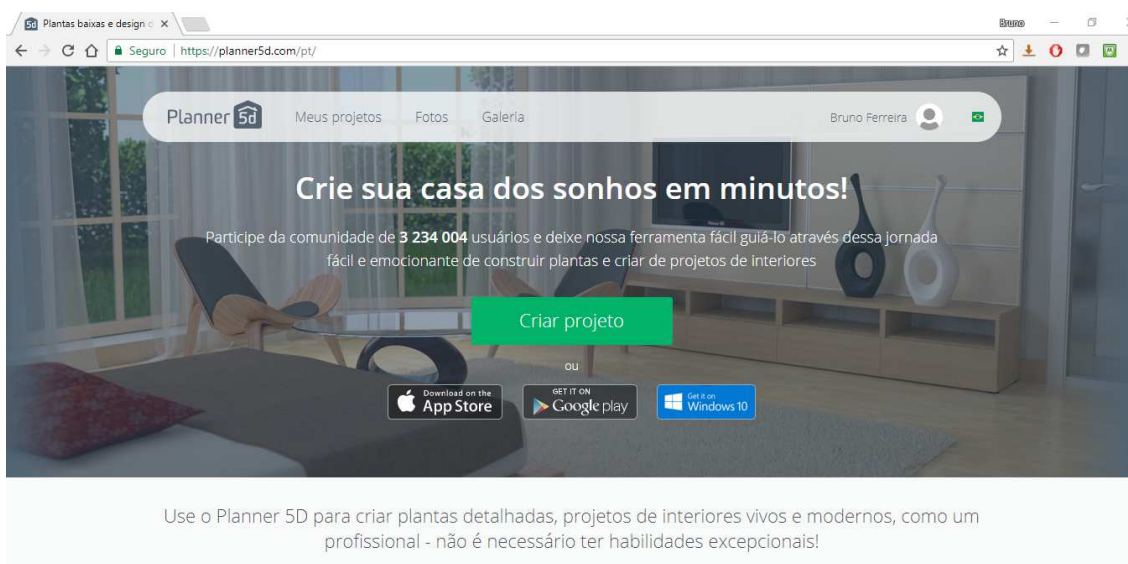 Plantas baixas e design d
Bruno
Seguro | https://planner5d.com/pt/
Planner 5d
Meus projetos
Fotos
Galeria
Bruno Ferreira
Crie sua casa dos sonhos em minutos!
Participe da comunidade de 3 234 004 usuários e deixe nossa ferramenta fácil guiá-lo através dessa jornada
fácil e emocionante de construir plantas e criar de projetos de interiores
Criar projeto
ou
Download on the
App Store
GET IT ON
Google play
Get it on
Windows 10
Use o Planner 5D para criar plantas detalhadas, projetos de interiores vivos e modernos, como um
profissional - não é necessário ter habilidades excepcionais!